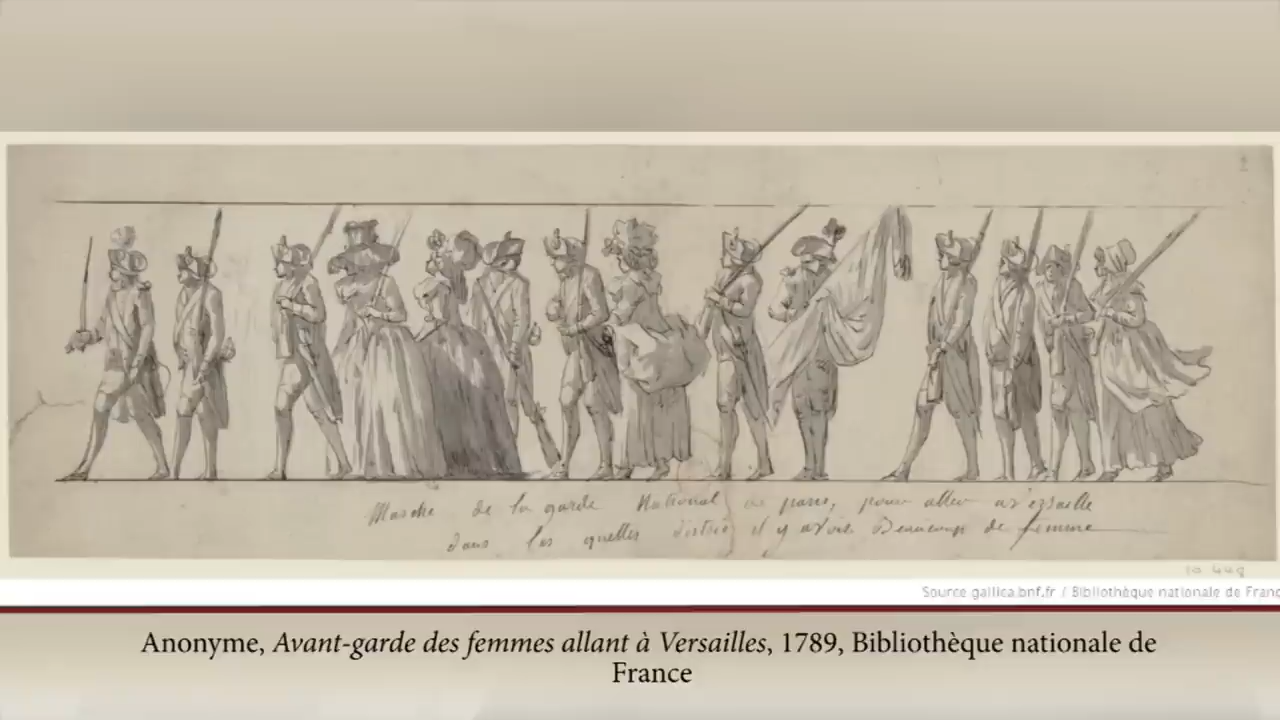 Marche de la garde National de paris, pour aller a versaille
dans les quelles il y avoit Beaucoup de femme
10.449
Source gallica.bnf.fr / Bibliothèque nationale de Franc
Anonyme, Avant-garde des femmes allant à Versailles, 1789, Bibliothèque nationale de
France